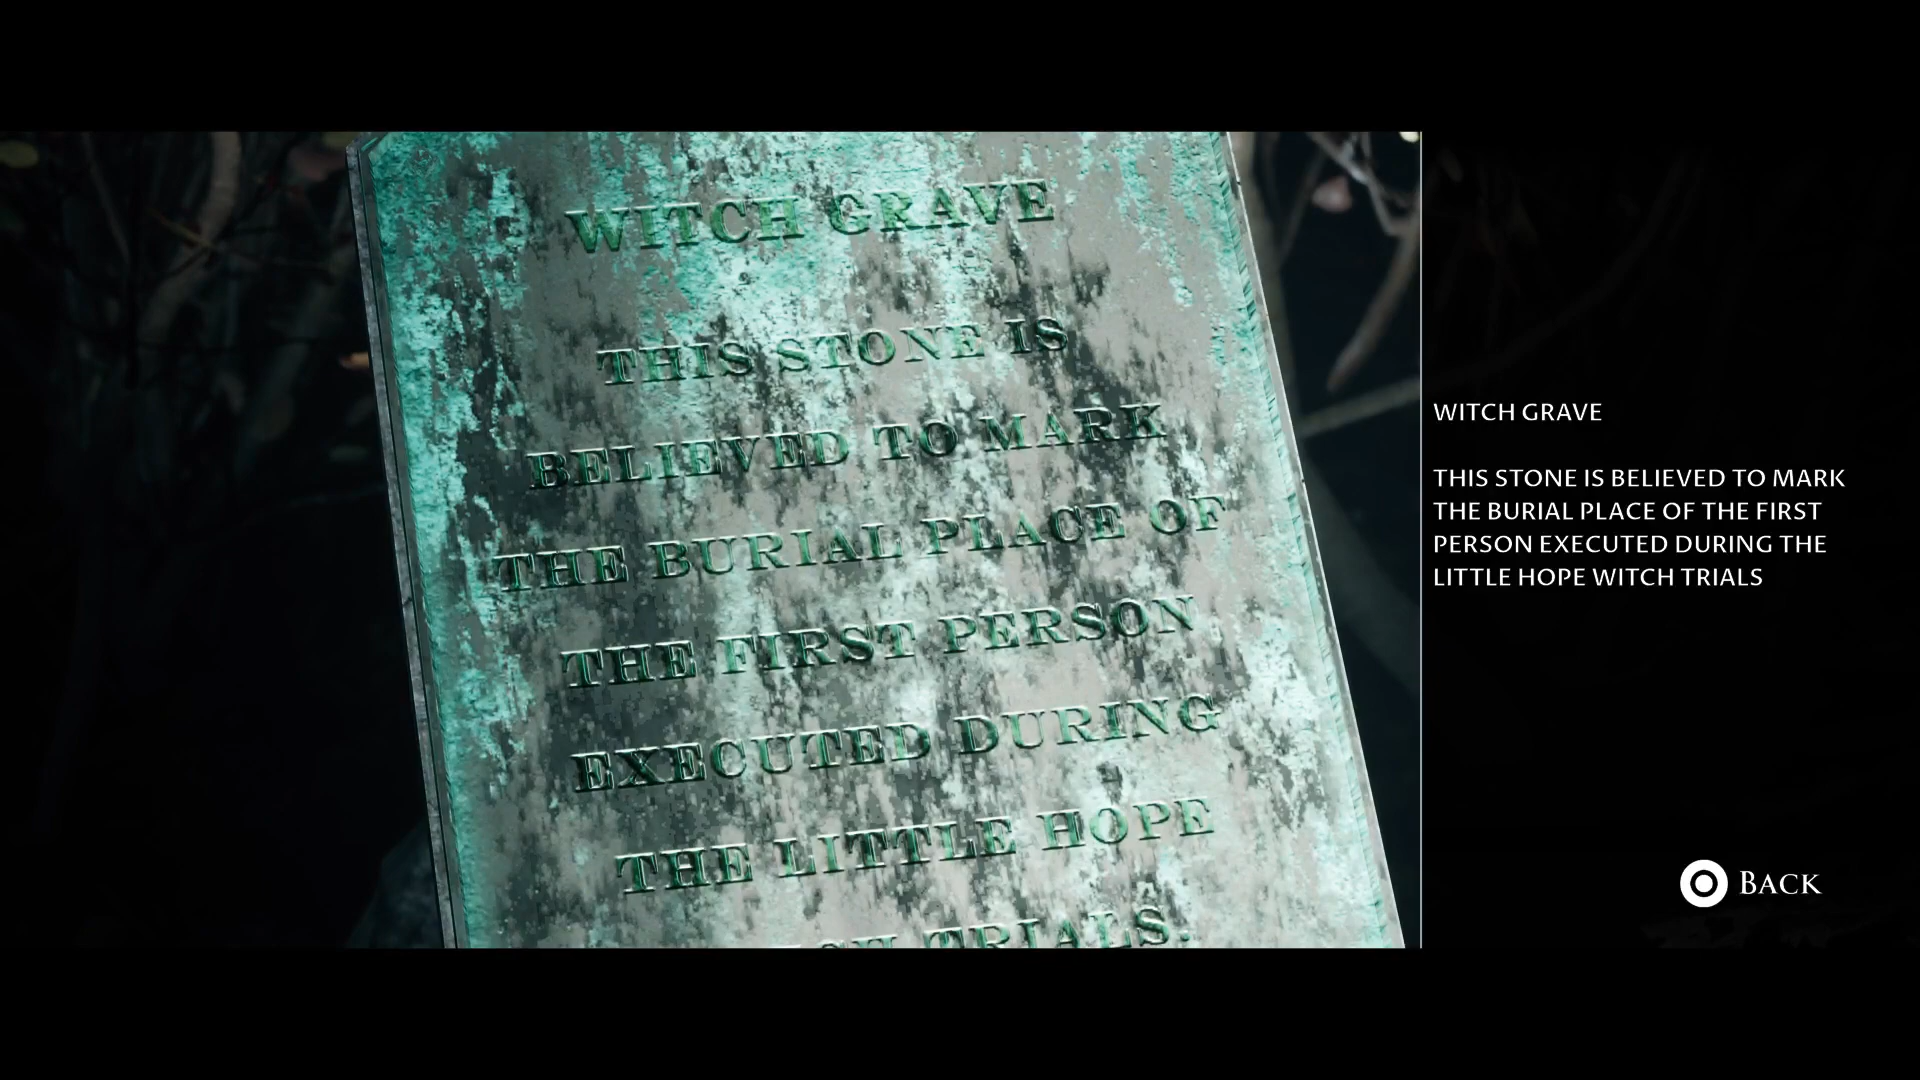 WITCH GRAVE
THIS STONE IS
BELIEVED TO MARK
THE BURIAL PLACE OF
THE FIRST PERSON
EXECUTED DURING
THE LITTLE HOPE
TRIALS.
WITCH GRAVE
THIS STONE IS BELIEVED TO MARK
THE BURIAL PLACE OF THE FIRST
PERSON EXECUTED DURING THE
LITTLE HOPE WITCH TRIALS
BACK